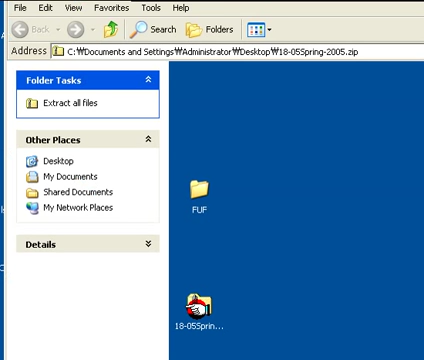 File Edit View Favorites Tools Help
Back Search Folders
Address C:₩Documents and Settings₩Administrator₩Desktop₩18-05Spring-2005.zip
Folder Tasks
Extract all files
Other Places
Desktop
My Documents
Shared Documents
My Network Places
Details
FUF
18-05Sprin...